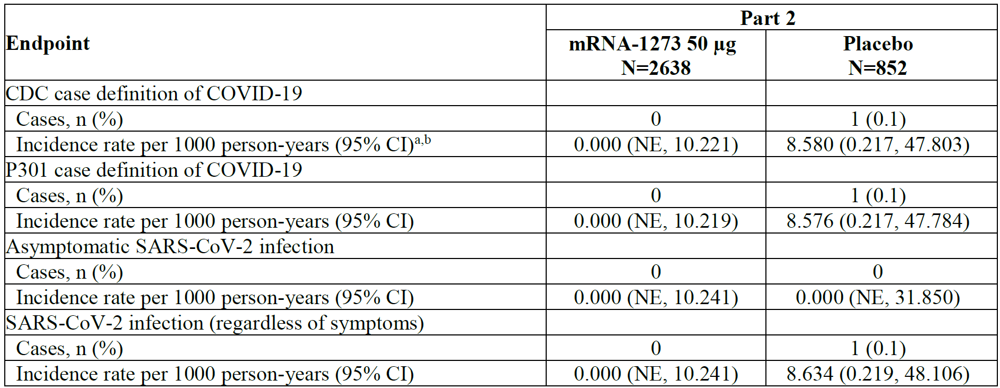 Endpoint
Part 2
mRNA-1273 50 µg
N=2638
Placebo
N=852
CDC case definition of COVID-19
Cases, n (%) 0 1 (0.1)
Incidence rate per 1000 person-years (95% CI)a,b 0.000 (NE, 10.221) 8.580 (0.217, 47.803)
P301 case definition of COVID-19
Cases, n (%) 0 1 (0.1)
Incidence rate per 1000 person-years (95% CI) 0.000 (NE, 10.219) 8.576 (0.217, 47.784)
Asymptomatic SARS-CoV-2 infection
Cases, n (%) 0 0
Incidence rate per 1000 person-years (95% CI) 0.000 (NE, 10.241) 0.000 (NE, 31.850)
SARS-CoV-2 infection (regardless of symptoms)
Cases, n (%) 0 1 (0.1)
Incidence rate per 1000 person-years (95% CI) 0.000 (NE, 10.241) 8.634 (0.219, 48.106)